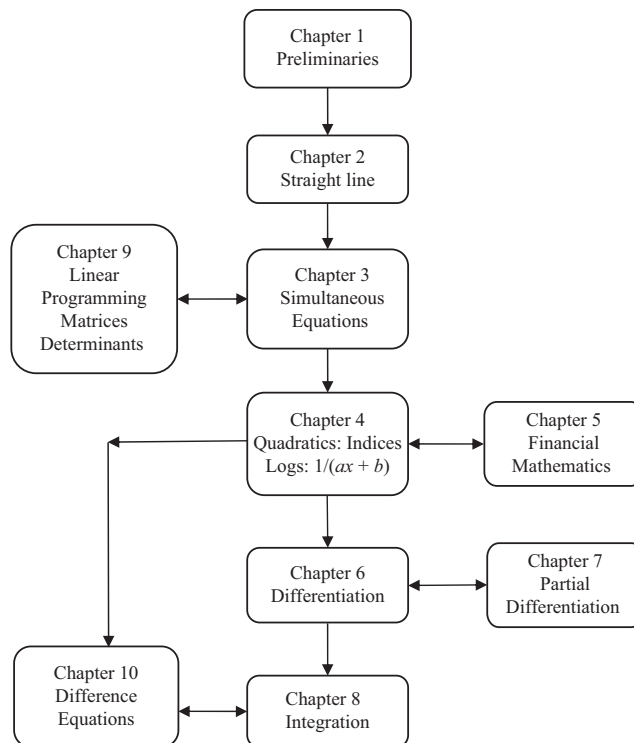 Chapter 1
Preliminaries
Chapter 2
Straight line
Chapter 9
Linear
Programming
Matrices
Determinants
Chapter 3
Simultaneous
Equations
Chapter 4
Quadratics: Indices
Logs: 1/(ax + b)
Chapter 5
Financial
Mathematics
Chapter 6
Differentiation
Chapter 7
Partial
Differentiation
Chapter 10
Difference
Equations
Chapter 8
Integration